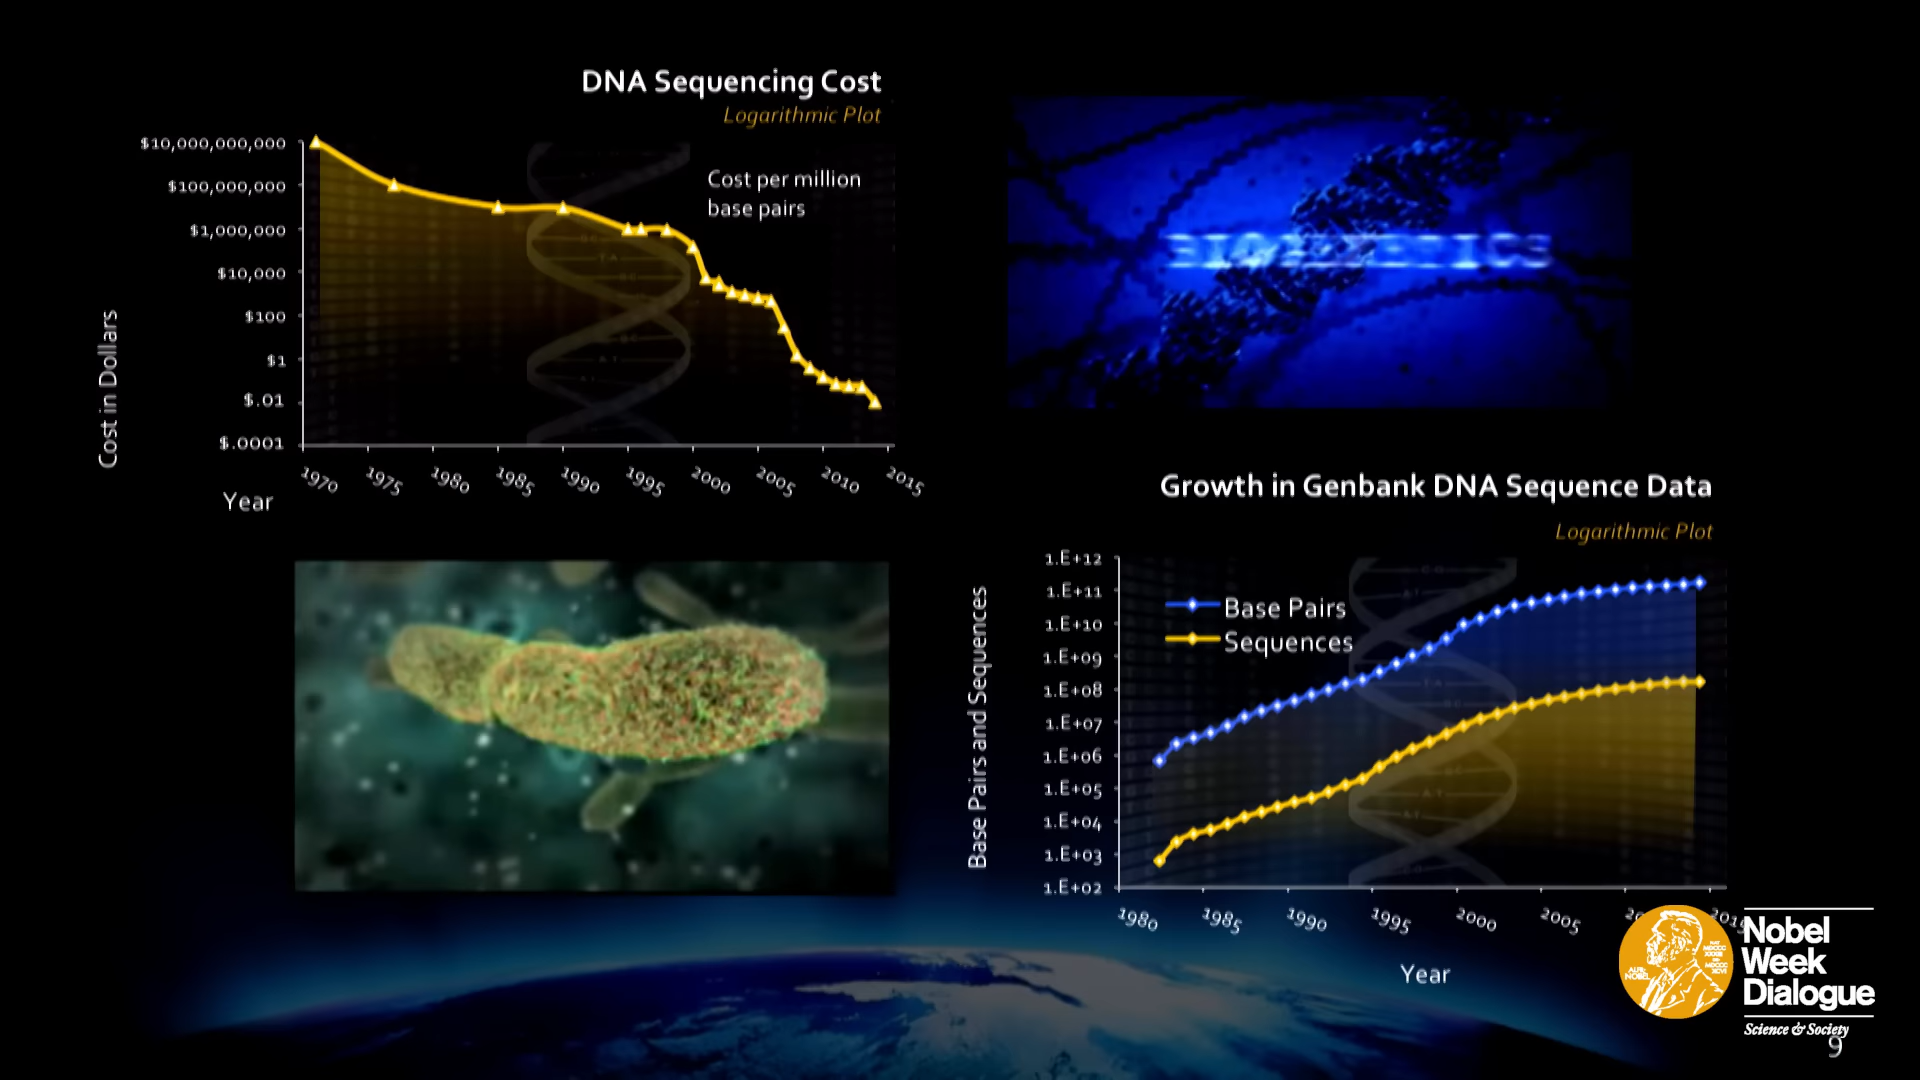 DNA Sequencing Cost
Logarithmic Plot
Cost per million
base pairs
Cost in Dollars
$10,000,000,000
$100,000,000
$1,000,000
$10,000
$100
$1
$.01
$.0001
1970
1975
1980
1985
1990
1995
2000
2005
2010
2015
Year
Growth in Genbank DNA Sequence Data
Logarithmic Plot
Base Pairs and Sequences
1.E+12
1.E+11
1.E+10
1.E+09
1.E+08
1.E+07
1.E+06
1.E+05
1.E+04
1.E+03
1.E+02
Base Pairs
Sequences
1980
1985
1990
1995
2000
2005
Year
Nobel
Week
Dialogue
Science & Society
9